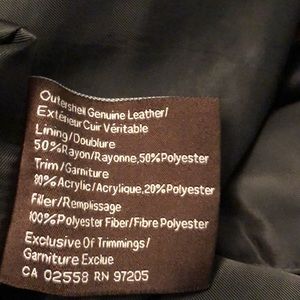 Outershell Genuine Leather/
Extérieur Cuir Véritable
Lining/Doublure
50%Rayon/Rayonne,50%Polyester
Trim/Garniture
80%Acrylic/Acrylique,20%Polyester
Filler/Remplissage
100%Polyester Fiber/Fibre Polyester
Exclusive Of Trimmings/
Garniture Exclue
CA 02558 RN 97205